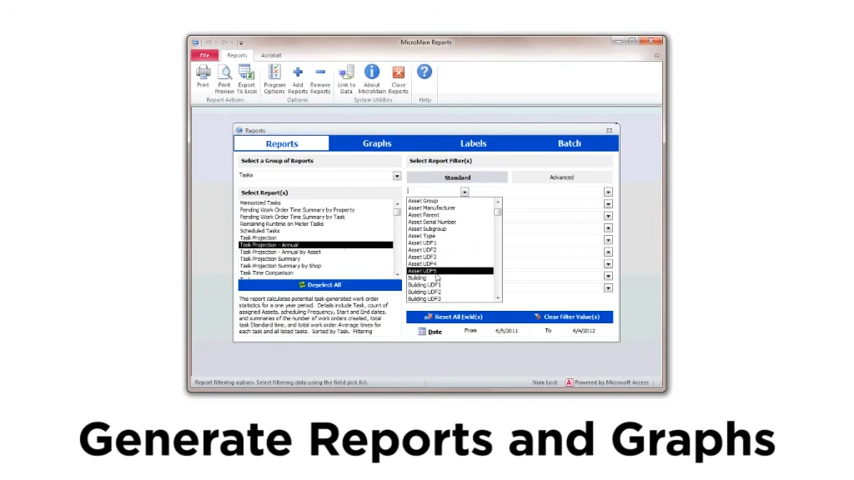 MicroMain Reports
File Reports Acrobat
Print Print Preview Export To Excel Program Options Add Reports Remove Reports Link to Data About MicroMain Close Reports Help
Report Actions Options System Utilities Help
Reports
Reports Graphs Labels Batch
Select a Group of Reports
Tasks
Select Report(s)
Memorized Tasks
Pending Work Order Time Summary by Property
Pending Work Order Time Summary by Task
Remaining Runtime on Meter Tasks
Scheduled Tasks
Task Projection
Task Projection - Annual
Task Projection - Annual by Asset
Task Projection Summary
Task Projection Summary by Shop
Task Time Comparison
Deselect All
The report calculates potential task-generated work order
statistics for a one year period. Details include Task, count of
assigned Assets, scheduling Frequency, Start and End dates,
and summaries of the number of work orders created, total
task Standard time, and total work order Average times for
each task and all listed tasks. Sorted by Task. Filtering
Select Report Filter(s)
Standard Advanced
Asset Group
Asset Manufacturer
Asset Parent
Asset Serial Number
Asset Subgroup
Asset Type
Asset UDF1
Asset UDF2
Asset UDF3
Asset UDF4
Asset UDF5
Building
Building UDF1
Building UDF2
Building UDF3
Reset All Field(s) Clear Filter Value(s)
Date From 6/5/2011 To 6/4/2012
Report filtering option. Select filtering data using the field pick list. Num Lock Powered by Microsoft Access
Generate Reports and Graphs